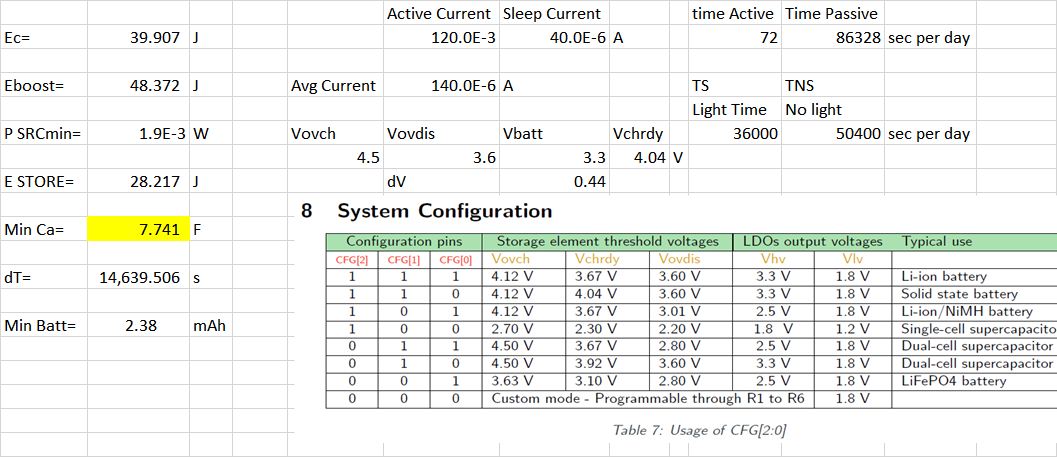 Active Current Sleep Current time Active Time Passive
Ec= 39.907 J 120.0E-3 40.0E-6 A 72 86328 sec per day
Eboost= 48.372 J Avg Current 140.0E-6 A TS TNS
Light Time No light
P SRCmin= 1.9E-3 W Vovch Vovdis Vbatt Vchrdy 36000 50400 sec per day
4.5 3.6 3.3 4.04 V
E STORE= 28.217 J dV 0.44
8 System Configuration
Min Ca= 7.741 F
Configuration pins Storage element threshold voltages LDOs output voltages Typical use
CFG[2] CFG[1] CFG[0] Vovch Vchrdy Vovdis Vhv Vlv
1 1 1 4.12 V 3.67 V 3.60 V 3.3 V 1.8 V Li-ion battery
dT= 14,639.506 s
1 1 0 4.12 V 4.04 V 3.60 V 3.3 V 1.8 V Solid state battery
1 0 1 4.12 V 3.67 V 3.01 V 2.5 V 1.8 V Li-ion/NiMH battery
Min Batt= 2.38 mAh
1 0 0 2.70 V 2.30 V 2.20 V 1.8 V 1.2 V Single-cell supercapacito
0 1 1 4.50 V 3.67 V 2.80 V 2.5 V 1.8 V Dual-cell supercapacitor
0 1 0 4.50 V 3.92 V 3.60 V 3.3 V 1.8 V Dual-cell supercapacitor
0 0 1 3.63 V 3.10 V 2.80 V 2.5 V 1.8 V LiFePO4 battery
0 0 0 Custom mode - Programmable through R1 to R6 1.8 V
Table 7: Usage of CFG[2:0]